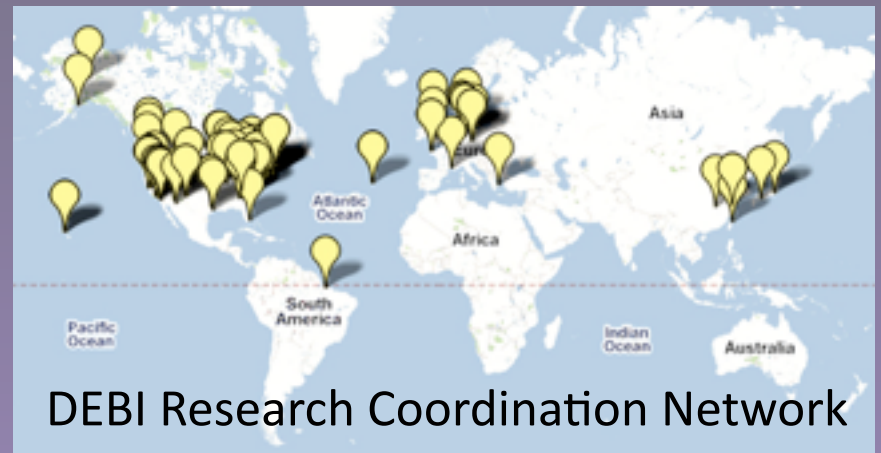 Asia
Atlantic
Ocean
Africa
South
America
Pacific
Ocean
Indian
Ocean
Australia
DEBI Research Coordination Network